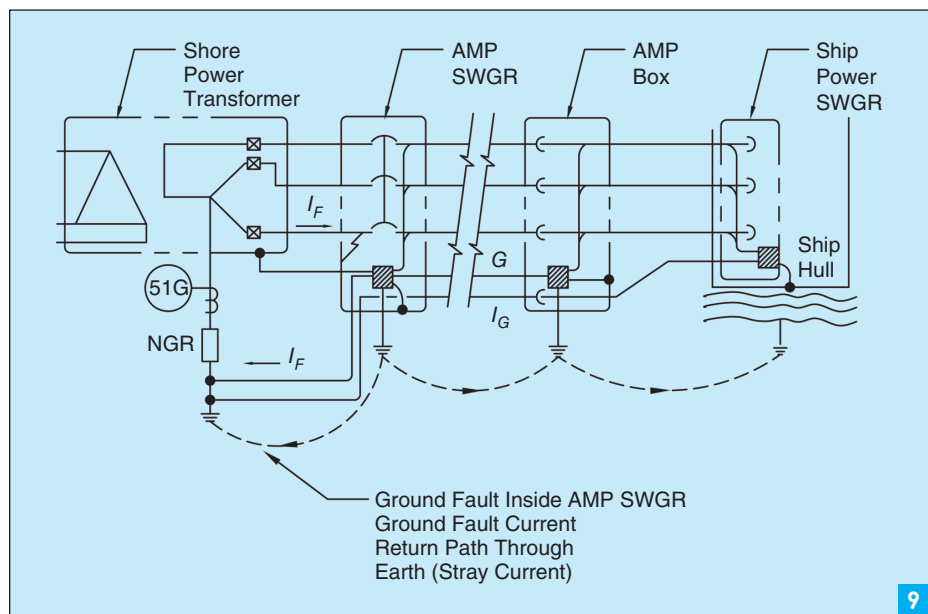 Shore
Power
Transformer
AMP
SWGR
AMP
Box
Ship
Power
SWGR
I_F
G
Ship
Hull
51G
I_G
NGR
I_F
Ground Fault Inside AMP SWGR
Ground Fault Current
Return Path Through
Earth (Stray Current)
9